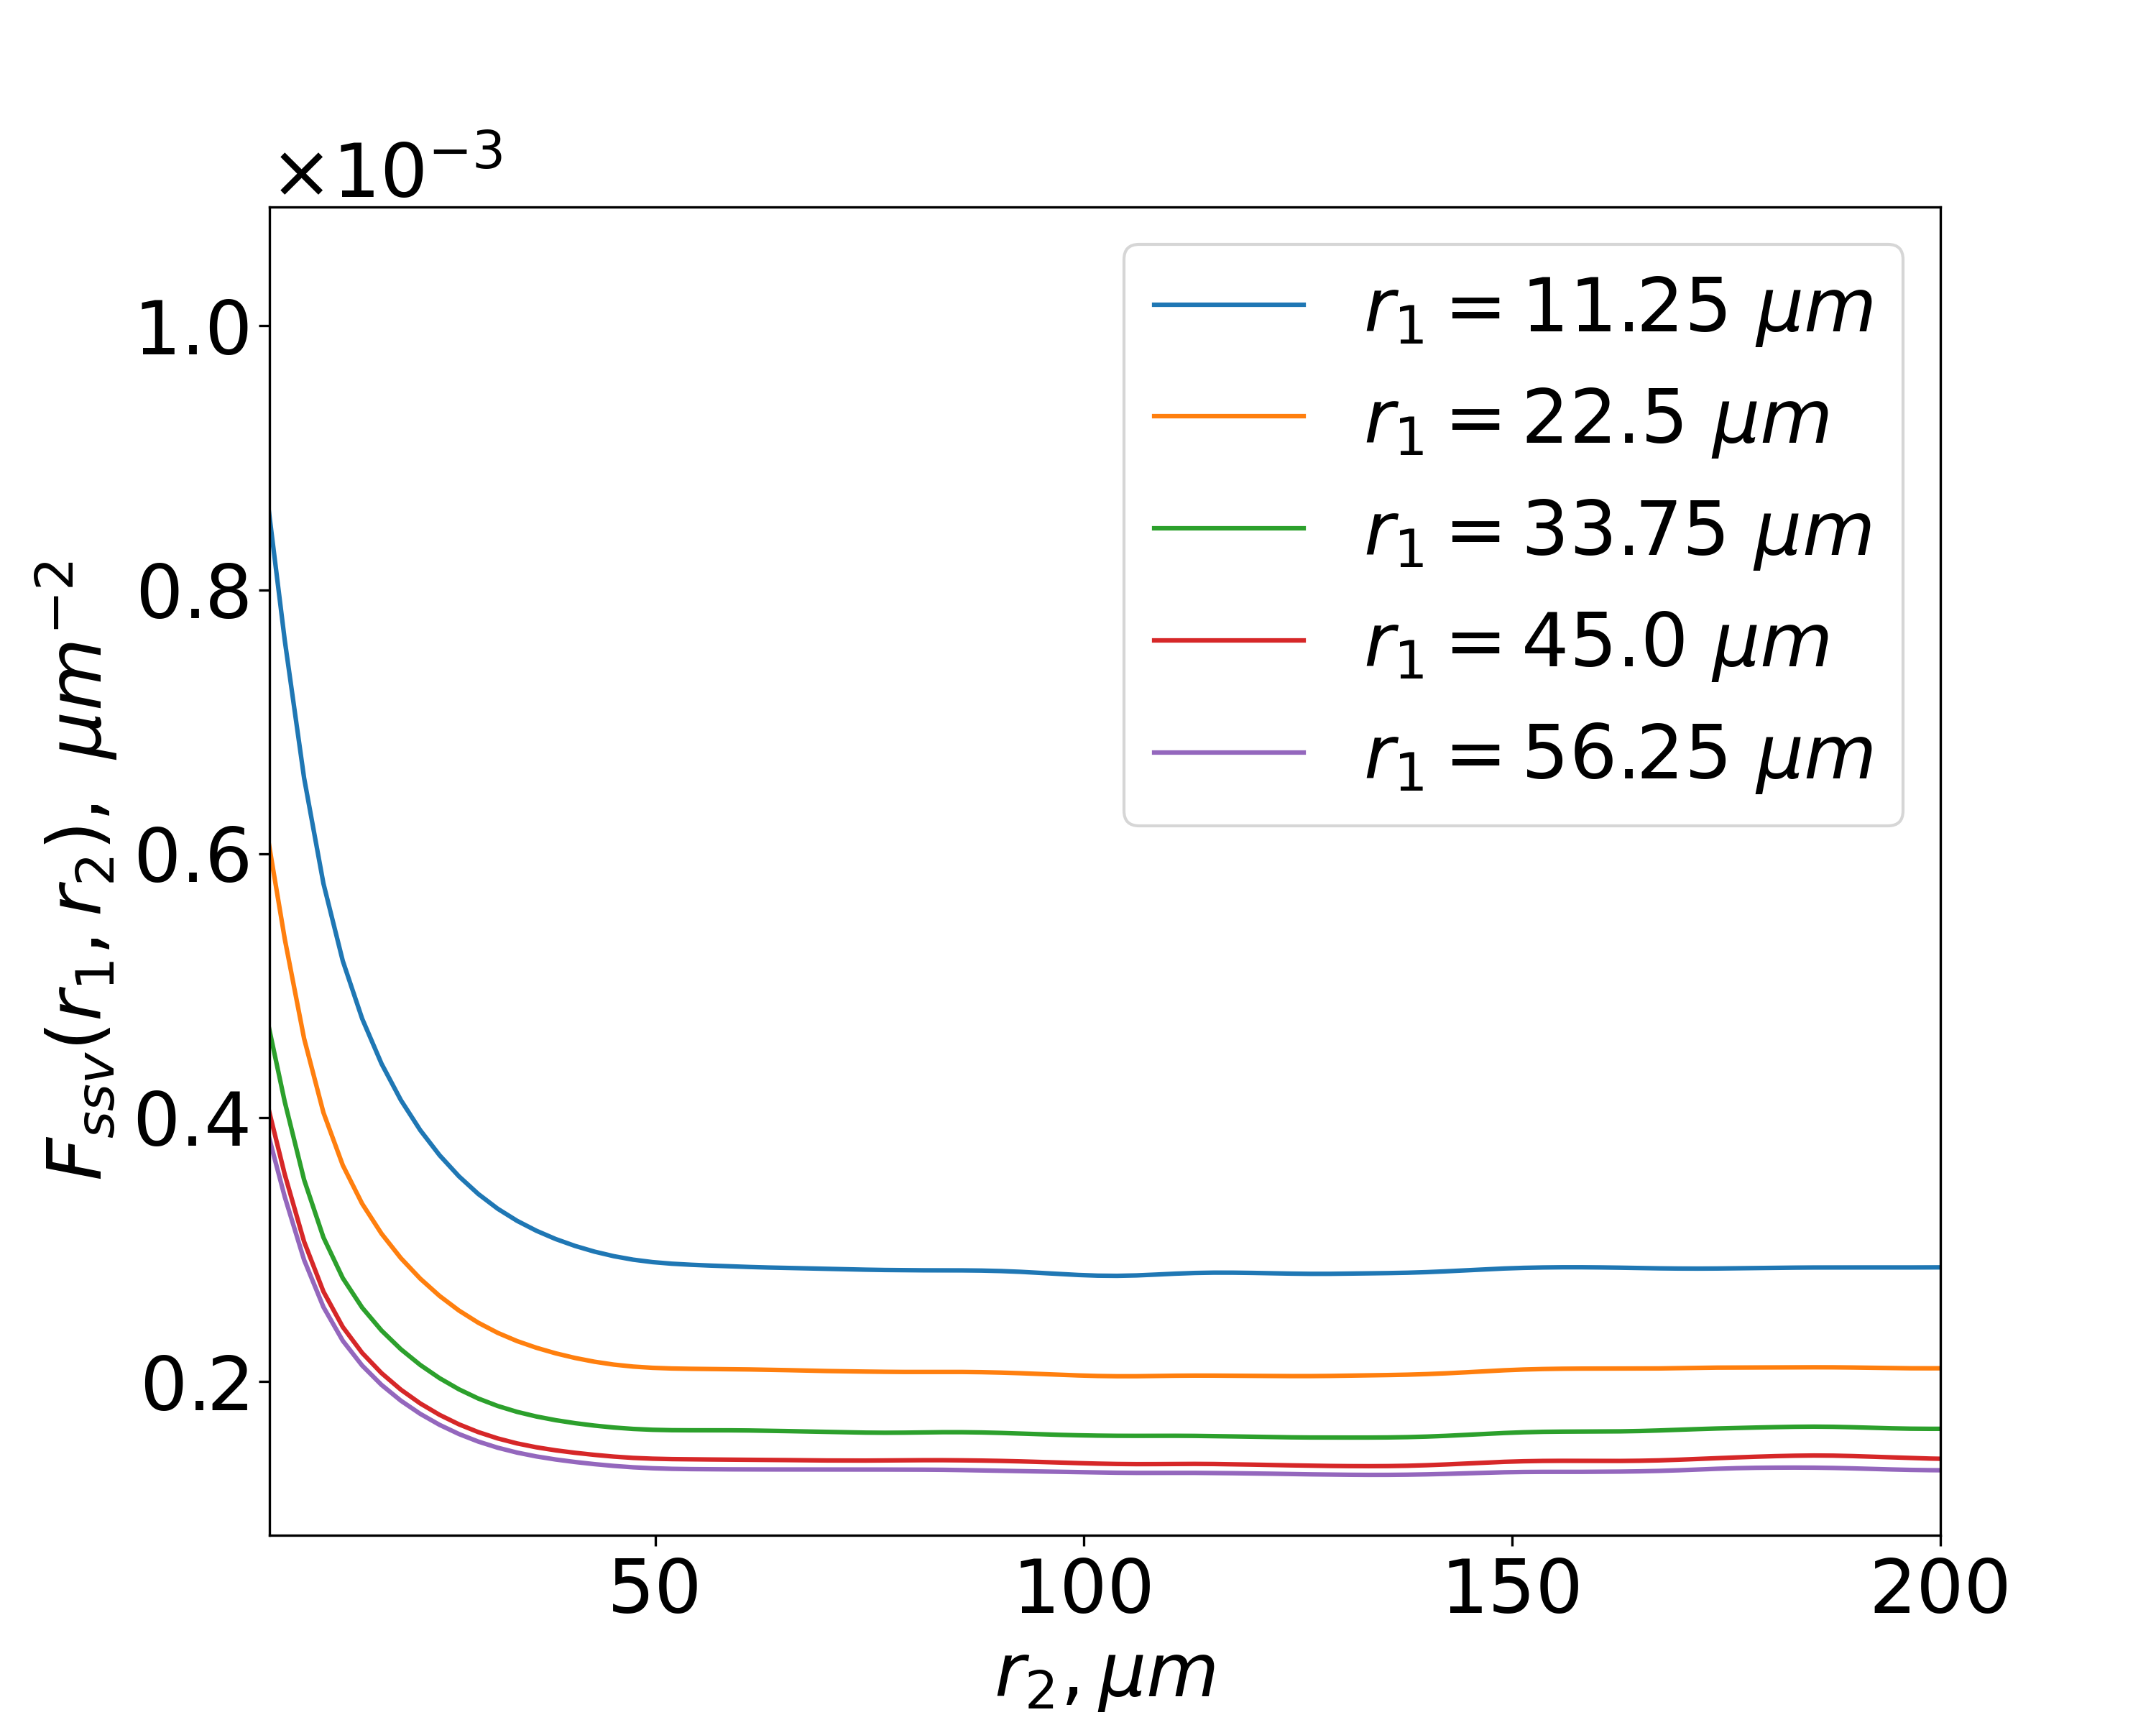 ×10⁻³
1.0
0.8
0.6
0.4
0.2
F_ssv(r₁, r₂), μm⁻²
r₁ = 11.25 μm
r₁ = 22.5 μm
r₁ = 33.75 μm
r₁ = 45.0 μm
r₁ = 56.25 μm
50 100 150 200
r₂, μm